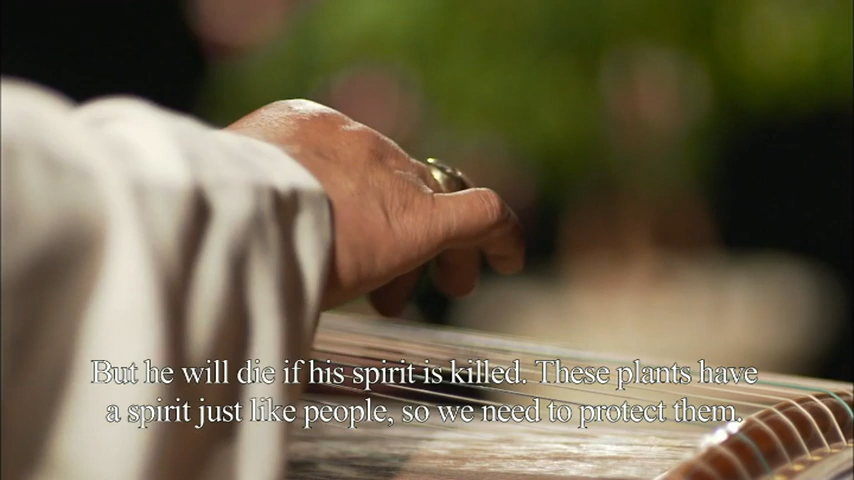 But he will die if his spirit is killed. These plants have
a spirit just like people, so we need to protect them.